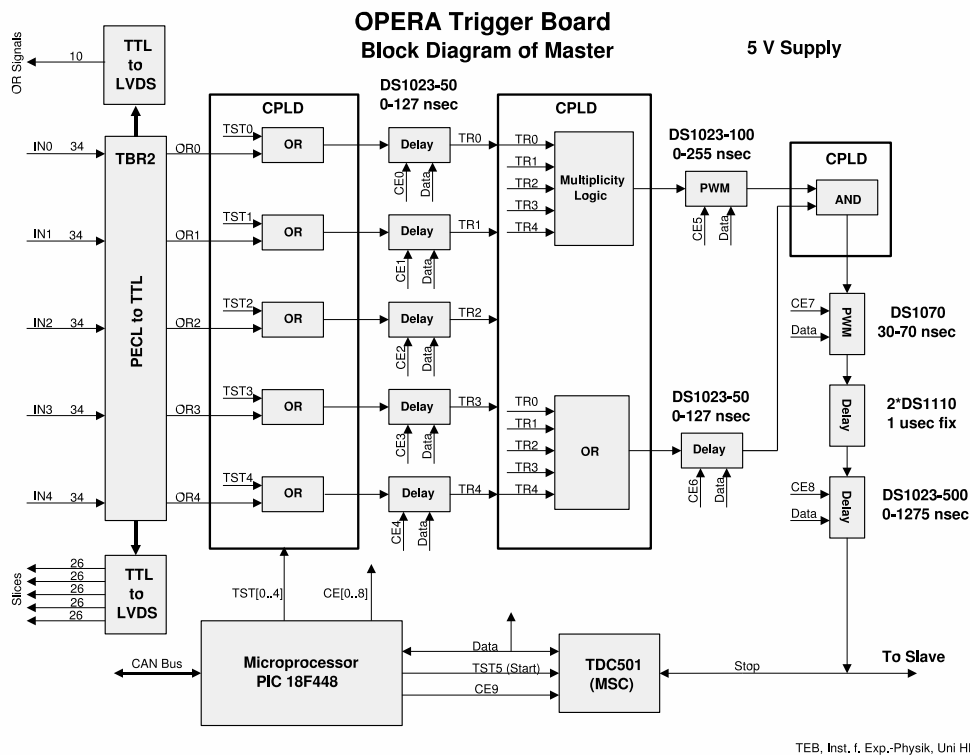 OPERA Trigger Board
Block Diagram of Master
5 V Supply
OR Signals
10
TTL
to
LVDS
DS1023-50
0-127 nsec
CPLD
CPLD
DS1023-100
0-255 nsec
CPLD
IN0 34
TBR2
PECL to TTL
OR0
TST0
OR
Delay
CE0
Data
TR0
TR0
TR1
TR2
TR3
TR4
Multiplicity
Logic
PWM
CE5
Data
AND
IN1 34
OR1
TST1
OR
Delay
CE1
Data
TR1
IN2 34
OR2
TST2
OR
Delay
CE2
Data
TR2
CE7
Data
PWM
DS1070
30-70 nsec
IN3 34
OR3
TST3
OR
Delay
CE3
Data
TR3
TR0
TR1
TR2
TR3
TR4
OR
DS1023-50
0-127 nsec
Delay
CE6
Data
Delay
2*DS1110
1 usec fix
IN4 34
OR4
TST4
OR
Delay
CE4
Data
TR4
CE8
Data
Delay
DS1023-500
0-1275 nsec
Slices
26
26
26
26
26
TTL
to
LVDS
TST[0..4]
CE[0..8]
CAN Bus
Microprocessor
PIC 18F448
Data
TST5 (Start)
CE9
TDC501
(MSC)
Stop
To Slave
TEB, Inst. f. Exp.-Physik, Uni